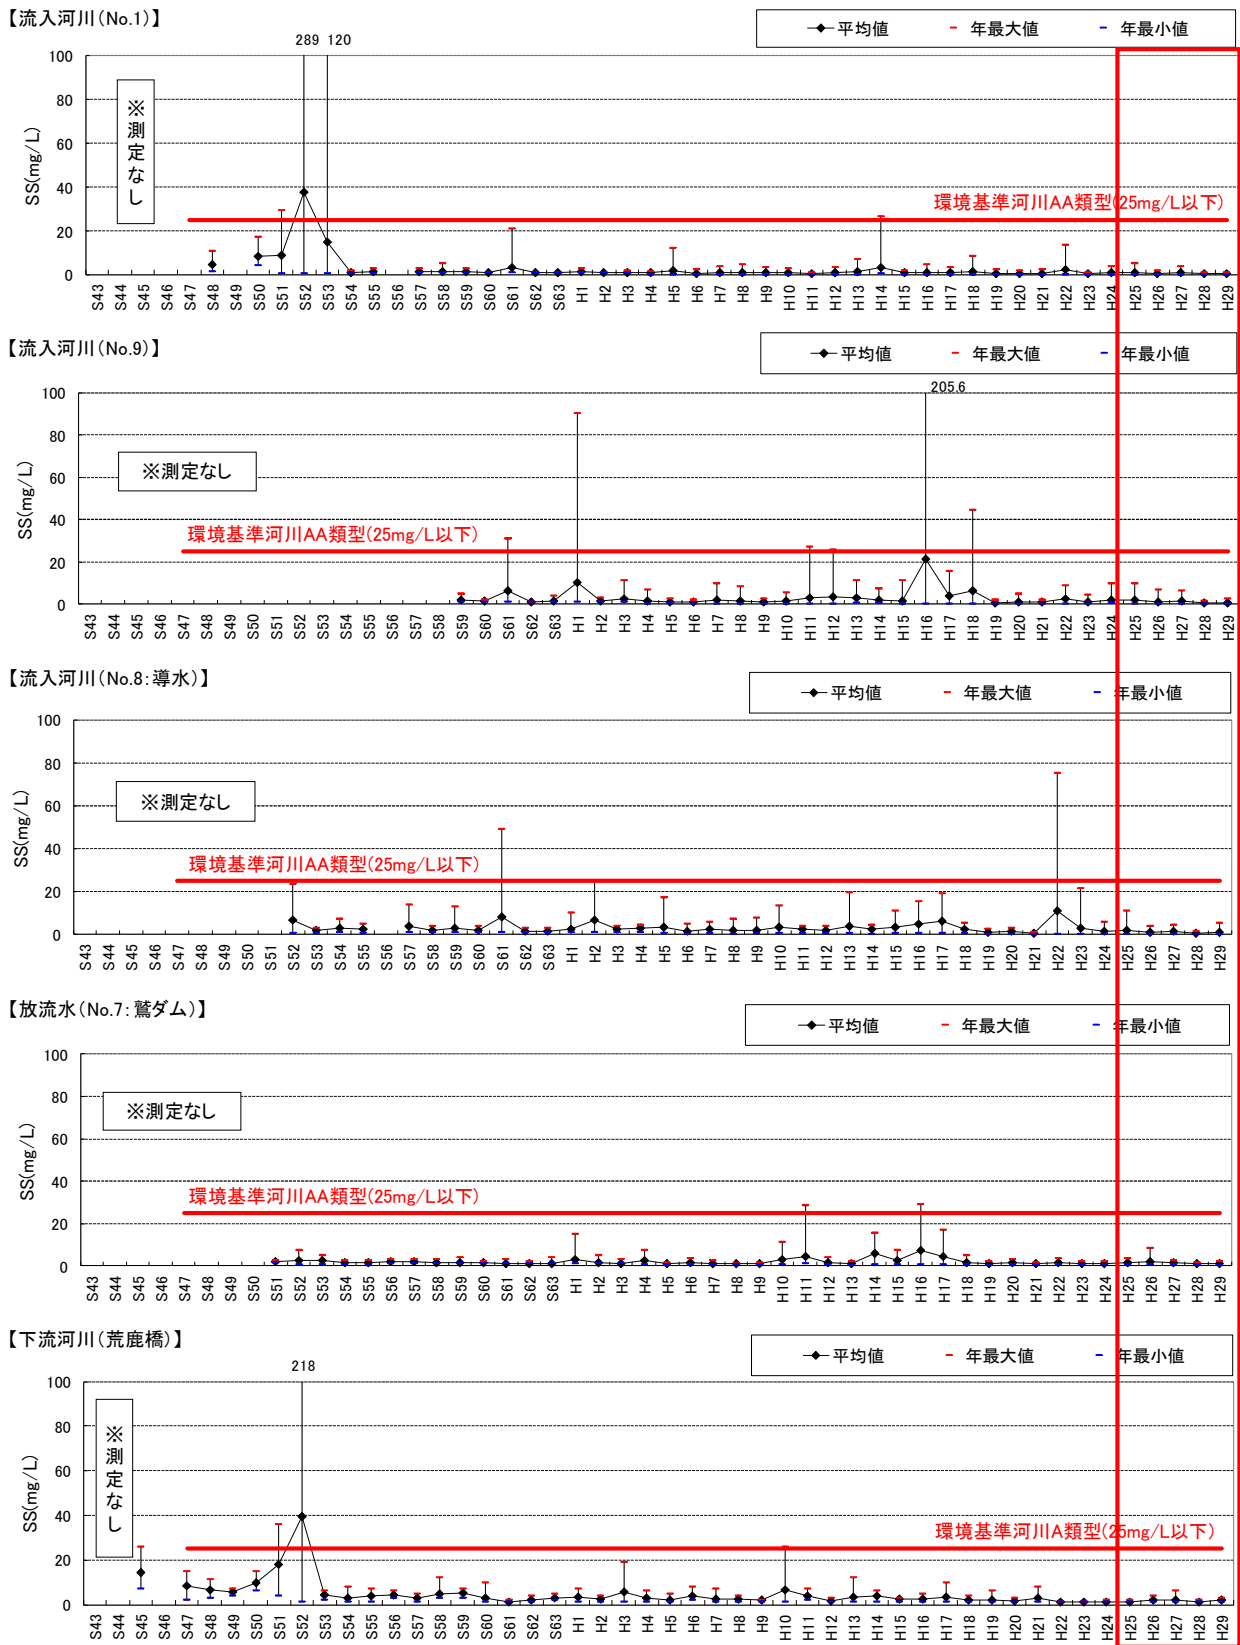 【流入河川(No.1)】
平均値 年最大値 年最小値
289 120
100
80
60
40
20
0
SS(mg/L)
※測定なし
環境基準河川AA類型(25mg/L以下)
S43 S44 S45 S46 S47 S48 S49 S50 S51 S52 S53 S54 S55 S56 S57 S58 S59 S60 S61 S62 S63 H1 H2 H3 H4 H5 H6 H7 H8 H9 H10 H11 H12 H13 H14 H15 H16 H17 H18 H19 H20 H21 H22 H23 H24 H25 H26 H27 H28 H29
【流入河川(No.9)】
平均値 年最大値 年最小値
205.6
100
80
60
40
20
0
SS(mg/L)
※測定なし
環境基準河川AA類型(25mg/L以下)
S43 S44 S45 S46 S47 S48 S49 S50 S51 S52 S53 S54 S55 S56 S57 S58 S59 S60 S61 S62 S63 H1 H2 H3 H4 H5 H6 H7 H8 H9 H10 H11 H12 H13 H14 H15 H16 H17 H18 H19 H20 H21 H22 H23 H24 H25 H26 H27 H28 H29
【流入河川(No.8:導水)】
平均値 年最大値 年最小値
100
80
60
40
20
0
SS(mg/L)
※測定なし
環境基準河川AA類型(25mg/L以下)
S43 S44 S45 S46 S47 S48 S49 S50 S51 S52 S53 S54 S55 S56 S57 S58 S59 S60 S61 S62 S63 H1 H2 H3 H4 H5 H6 H7 H8 H9 H10 H11 H12 H13 H14 H15 H16 H17 H18 H19 H20 H21 H22 H23 H24 H25 H26 H27 H28 H29
【放流水(No.7:鷲ダム)】
平均値 年最大値 年最小値
100
80
60
40
20
0
SS(mg/L)
※測定なし
環境基準河川AA類型(25mg/L以下)
S43 S44 S45 S46 S47 S48 S49 S50 S51 S52 S53 S54 S55 S56 S57 S58 S59 S60 S61 S62 S63 H1 H2 H3 H4 H5 H6 H7 H8 H9 H10 H11 H12 H13 H14 H15 H16 H17 H18 H19 H20 H21 H22 H23 H24 H25 H26 H27 H28 H29
【下流河川(荒鹿橋)】
平均値 年最大値 年最小値
218
100
80
60
40
20
0
SS(mg/L)
※測定なし
環境基準河川A類型(25mg/L以下)
S43 S44 S45 S46 S47 S48 S49 S50 S51 S52 S53 S54 S55 S56 S57 S58 S59 S60 S61 S62 S63 H1 H2 H3 H4 H5 H6 H7 H8 H9 H10 H11 H12 H13 H14 H15 H16 H17 H18 H19 H20 H21 H22 H23 H24 H25 H26 H27 H28 H29